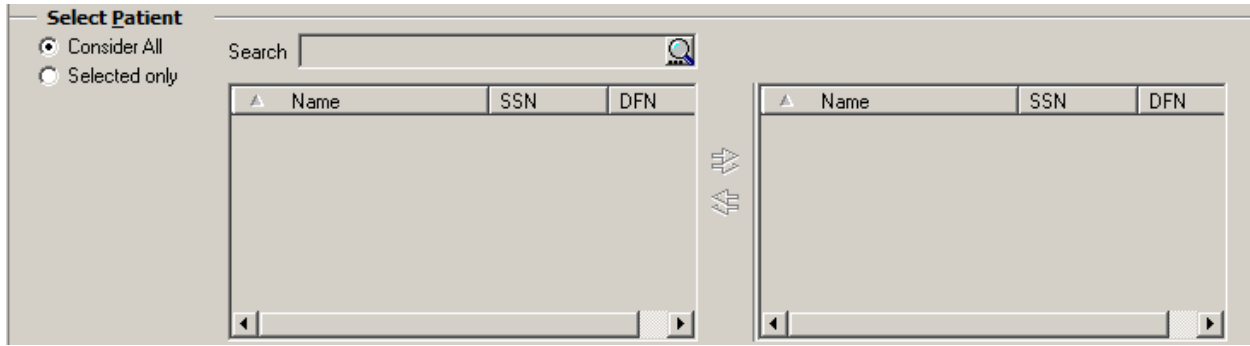 Select Patient
Consider All
Selected only
Search
Name SSN DFN
Name SSN DFN